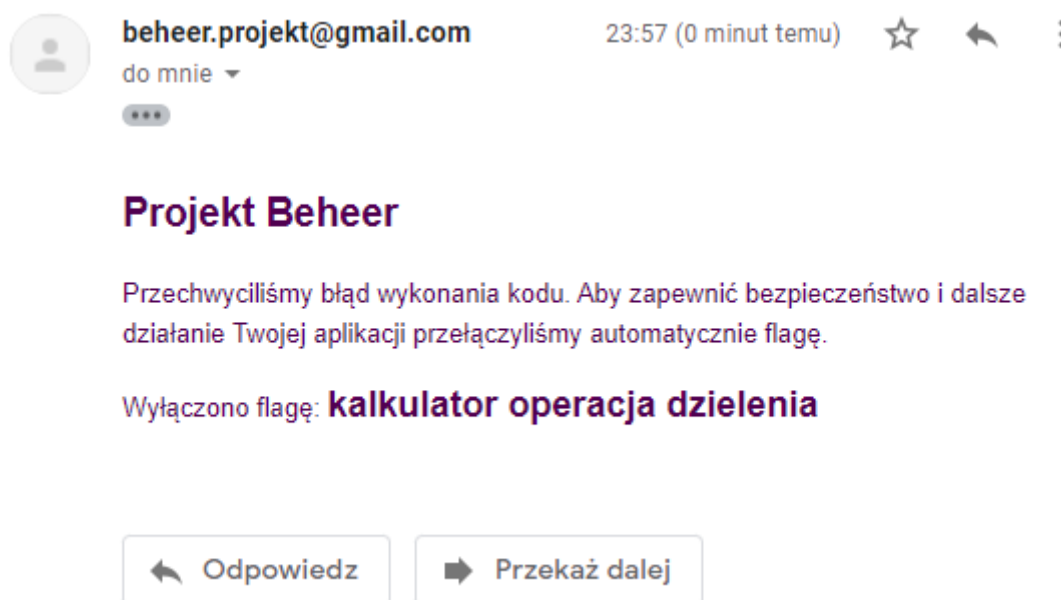 beheer.projekt@gmail.com 23:57 (0 minut temu)
do mnie
Projekt Beheer
Przechwyciliśmy błąd wykonania kodu. Aby zapewnić bezpieczeństwo i dalsze
działanie Twojej aplikacji przełączyliśmy automatycznie flagę.
Wyłączono flagę: kalkulator operacja dzielenia
Odpowiedz Przekaż dalej